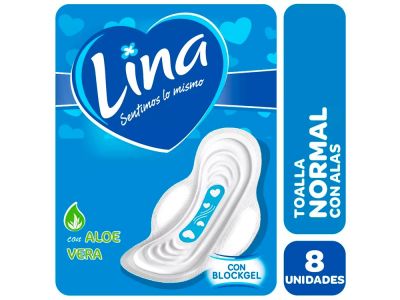 Lina
Sentimos lo mismo
con ALOE
VERA
CON
BLOCKGEL
TOALLA
NORMAL
CON ALAS
8
UNIDADES